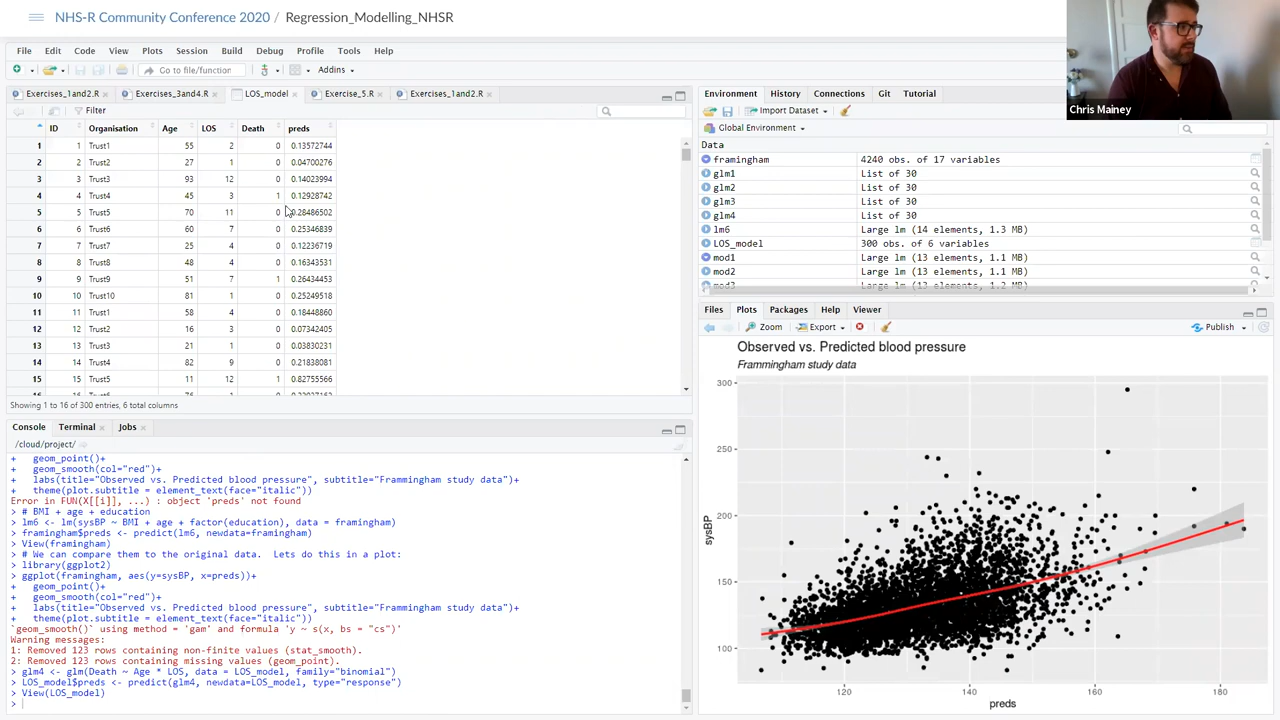 NHS-R Community Conference 2020 / Regression_Modelling_NHSR
Chris Mainey
File Edit Code View Plots Session Build Debug Profile Tools Help
Go to file/function Addins
Exercises_1and2.R Exercises_3and4.R LOS_model Exercise_5.R Exercises_1and2.R
Filter
ID Organisation Age LOS Death preds
1 1 Trust1 55 2 0 0.13572744
2 2 Trust2 27 1 0 0.04700276
3 3 Trust3 93 12 0 0.14023994
4 4 Trust4 45 3 1 0.12928742
5 5 Trust5 70 11 0 0.28486502
6 6 Trust6 60 7 0 0.25346839
7 7 Trust7 25 4 0 0.12236719
8 8 Trust8 48 4 0 0.16343531
9 9 Trust9 51 7 1 0.26434453
10 10 Trust10 81 1 0 0.25249518
11 11 Trust1 58 4 0 0.18448860
12 12 Trust2 16 3 0 0.07342405
13 13 Trust3 21 1 0 0.03830231
14 14 Trust4 82 9 0 0.21838081
15 15 Trust5 11 12 1 0.82755566
Showing 1 to 16 of 300 entries, 6 total columns
Console Terminal Jobs
/cloud/project/
+ geom_point()+
+ geom_smooth(col="red")+
+ labs(title="Observed vs. Predicted blood pressure", subtitle="Frammingham study data")+
+ theme(plot.subtitle = element_text(face="italic"))
Error in FUN(X[[i]], ...) : object 'preds' not found
> # BMI + age + education
> lm6 <- lm(sysBP ~ BMI + age + factor(education), data = framingham)
> framingham$preds <- predict(lm6, newdata=framingham)
> View(framingham)
> # We can compare them to the original data. Lets do this in a plot:
> library(ggplot2)
> ggplot(framingham, aes(y=sysBP, x=preds))+
+ geom_point()+
+ geom_smooth(col="red")+
+ labs(title="Observed vs. Predicted blood pressure", subtitle="Frammingham study data")+
+ theme(plot.subtitle = element_text(face="italic"))
`geom_smooth()` using method = 'gam' and formula 'y ~ s(x, bs = "cs")'
Warning messages:
1: Removed 123 rows containing non-finite values (stat_smooth).
2: Removed 123 rows containing missing values (geom_point).
> glm4 <- glm(Death ~ Age * LOS, data = LOS_model, family="binomial")
> LOS_model$preds <- predict(glm4, newdata=LOS_model, type="response")
> View(LOS_model)
>
Environment History Connections Git Tutorial
Import Dataset
Global Environment
Data
framingham 4240 obs. of 17 variables
glm1 List of 30
glm2 List of 30
glm3 List of 30
glm4 List of 30
lm6 Large lm (14 elements, 1.3 MB)
LOS_model 300 obs. of 6 variables
mod1 Large lm (13 elements, 1.1 MB)
mod2 Large lm (13 elements, 1.1 MB)
Files Plots Packages Help Viewer
Zoom Export Publish
Observed vs. Predicted blood pressure
Frammingham study data
300
250
200
150
100
sysBP
120 140 160 180
preds